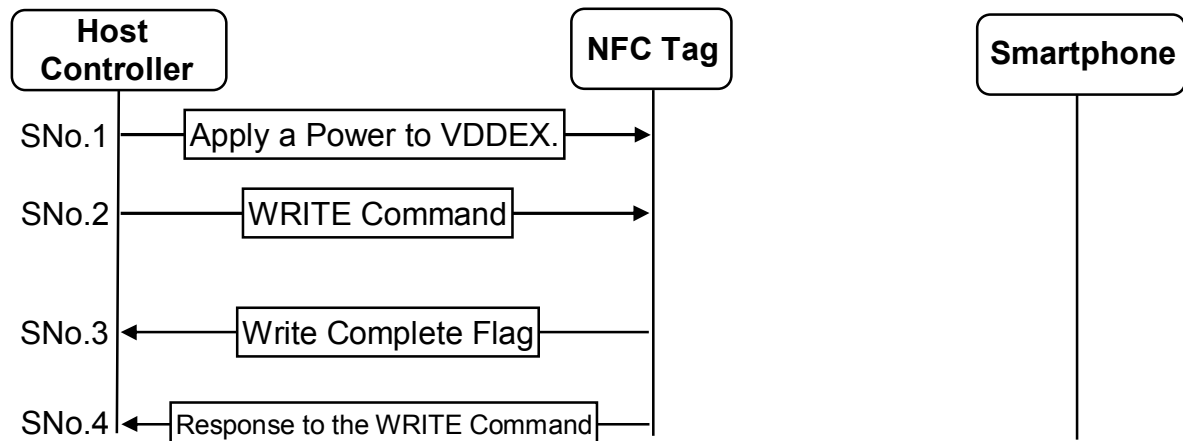 Host
Controller
NFC Tag
Smartphone
SNo.1
Apply a Power to VDDEX.
SNo.2
WRITE Command
SNo.3
Write Complete Flag
SNo.4
Response to the WRITE Command